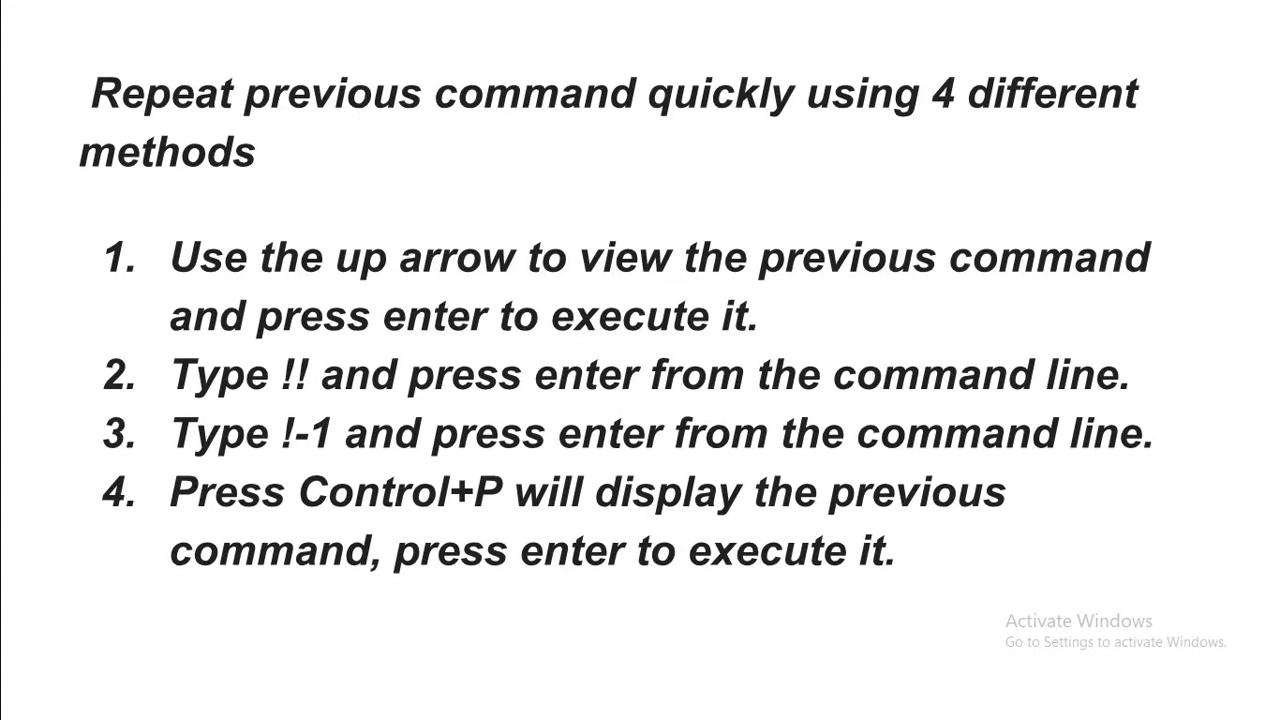 Repeat previous command quickly using 4 different
methods
1. Use the up arrow to view the previous command
and press enter to execute it.
2. Type !! and press enter from the command line.
3. Type !-1 and press enter from the command line.
4. Press Control+P will display the previous
command, press enter to execute it.
Activate Windows
Go to Settings to activate Windows.